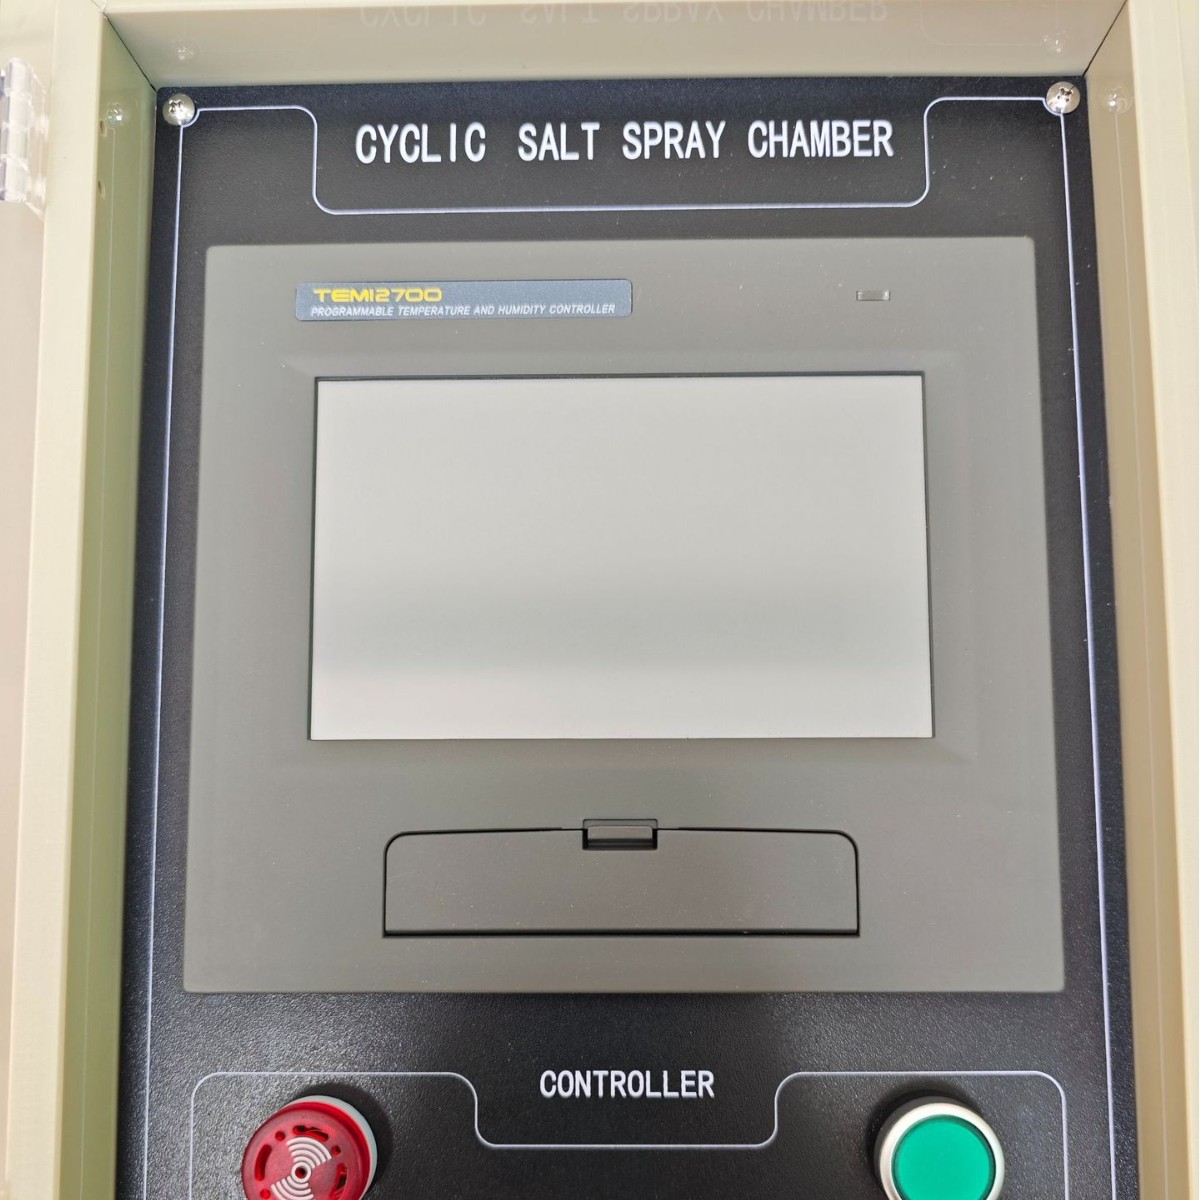 CYCLIC SALT SPRAY CHAMBER
TEMI2700
PROGRAMMABLE TEMPERATURE AND HUMIDITY CONTROLLER
CONTROLLER